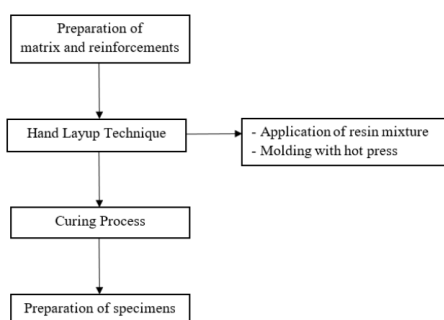 Preparation of
matrix and reinforcements
Hand Layup Technique
- Application of resin mixture
- Molding with hot press
Curing Process
Preparation of specimens